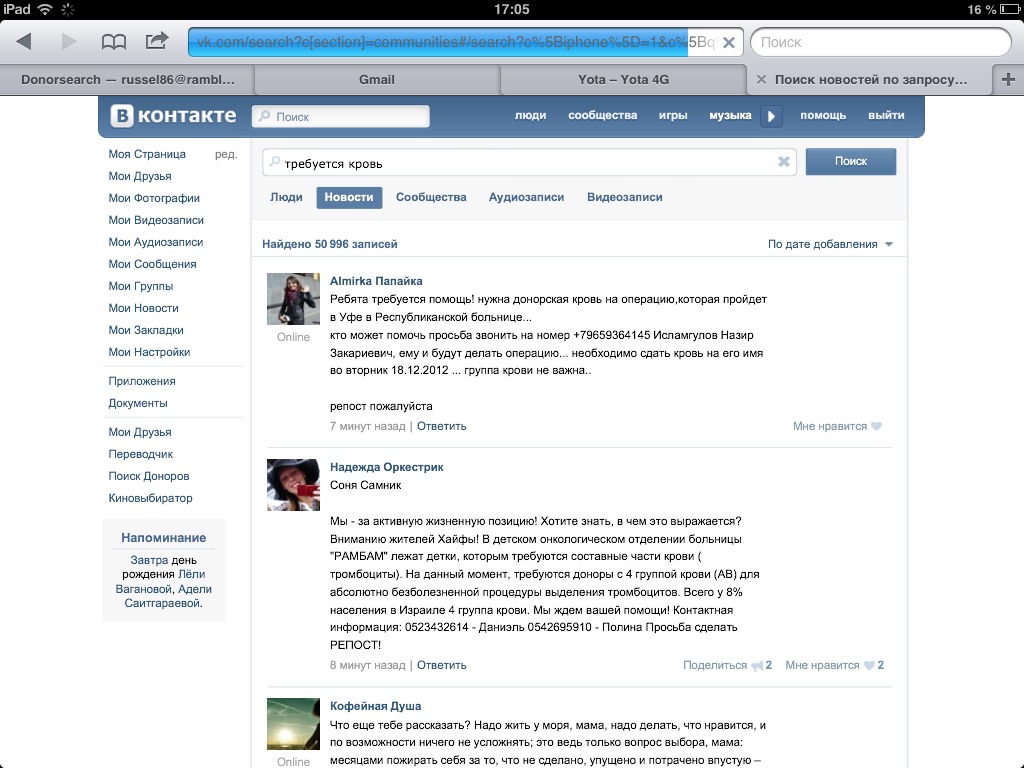 iPad 17:05 16 %
vk.com/search?c[section]=communities#/search?c%5Biphone%5D=1&c%5Bq
Поиск
Donorsearch — russel86@rambl...
Gmail
Yota – Yota 4G
Поиск новостей по запросу...
В контакте
Поиск
люди сообщества игры музыка помощь выйти
Моя Страница ред.
Мои Друзья
Мои Фотографии
Мои Видеозаписи
Мои Аудиозаписи
Мои Сообщения
Мои Группы
Мои Новости
Мои Закладки
Мои Настройки
Приложения
Документы
Мои Друзья
Переводчик
Поиск Доноров
Киновыбиратор
Напоминание
Завтра день
рождения Лёли
Вагановой, Адели
Саитгараевой.
требуется кровь
Поиск
Люди Новости Сообщества Аудиозаписи Видеозаписи
Найдено 50 996 записей По дате добавления
Almirka Папайка
Ребята требуется помощь! нужна донорская кровь на операцию,которая пройдет
в Уфе в Республиканской больнице...
кто может помочь просьба звонить на номер +79659364145 Исламгулов Назир
Закариевич, ему и будут делать операцию... необходимо сдать кровь на его имя
во вторник 18.12.2012 ... группа крови не важна..
репост пожалуйста
Online
7 минут назад | Ответить Мне нравится
Надежда Оркестрик
Соня Самник
Мы - за активную жизненную позицию! Хотите знать, в чем это выражается?
Вниманию жителей Хайфы! В детском онкологическом отделении больницы
"РАМБАМ" лежат детки, которым требуются составные части крови (
тромбоциты). На данный момент, требуются доноры с 4 группой крови (АВ) для
абсолютно безболезненной процедуры выделения тромбоцитов. Всего у 8%
населения в Израиле 4 группа крови. Мы ждем вашей помощи! Контактная
информация: 0523432614 - Даниэль 0542695910 - Полина Просьба сделать
РЕПОСТ!
8 минут назад | Ответить Поделиться 2 Мне нравится 2
Кофейная Душа
Что еще тебе рассказать? Надо жить у моря, мама, надо делать, что нравится, и
по возможности ничего не усложнять; это ведь только вопрос выбора, мама:
месяцами пожирать себя за то, что не сделано, упущено и потрачено впустую –
Online